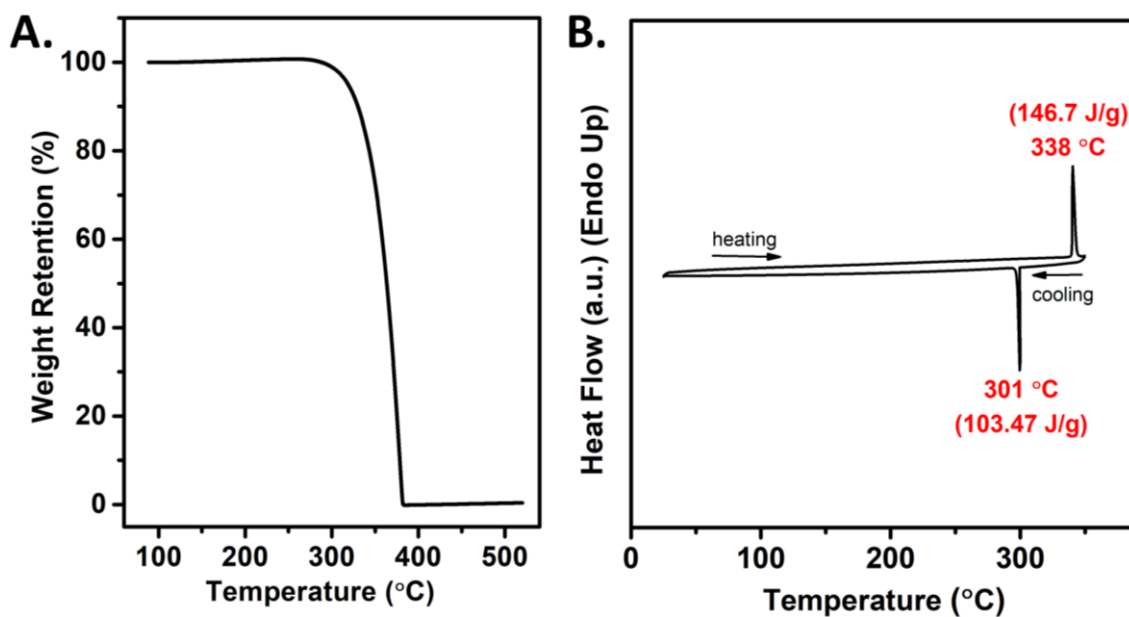 A.
Weight Retention (%)
100
80
60
40
20
0
100
200
300
400
500
Temperature (°C)
B.
Heat Flow (a.u.) (Endo Up)
(146.7 J/g)
338 °C
heating
cooling
301 °C
(103.47 J/g)
0
100
200
300
Temperature (°C)